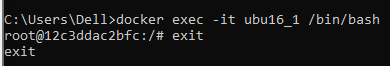 C:\Users\Dell>docker exec -it ubu16_1 /bin/bash
root@12c3ddac2bfc:/# exit
exit